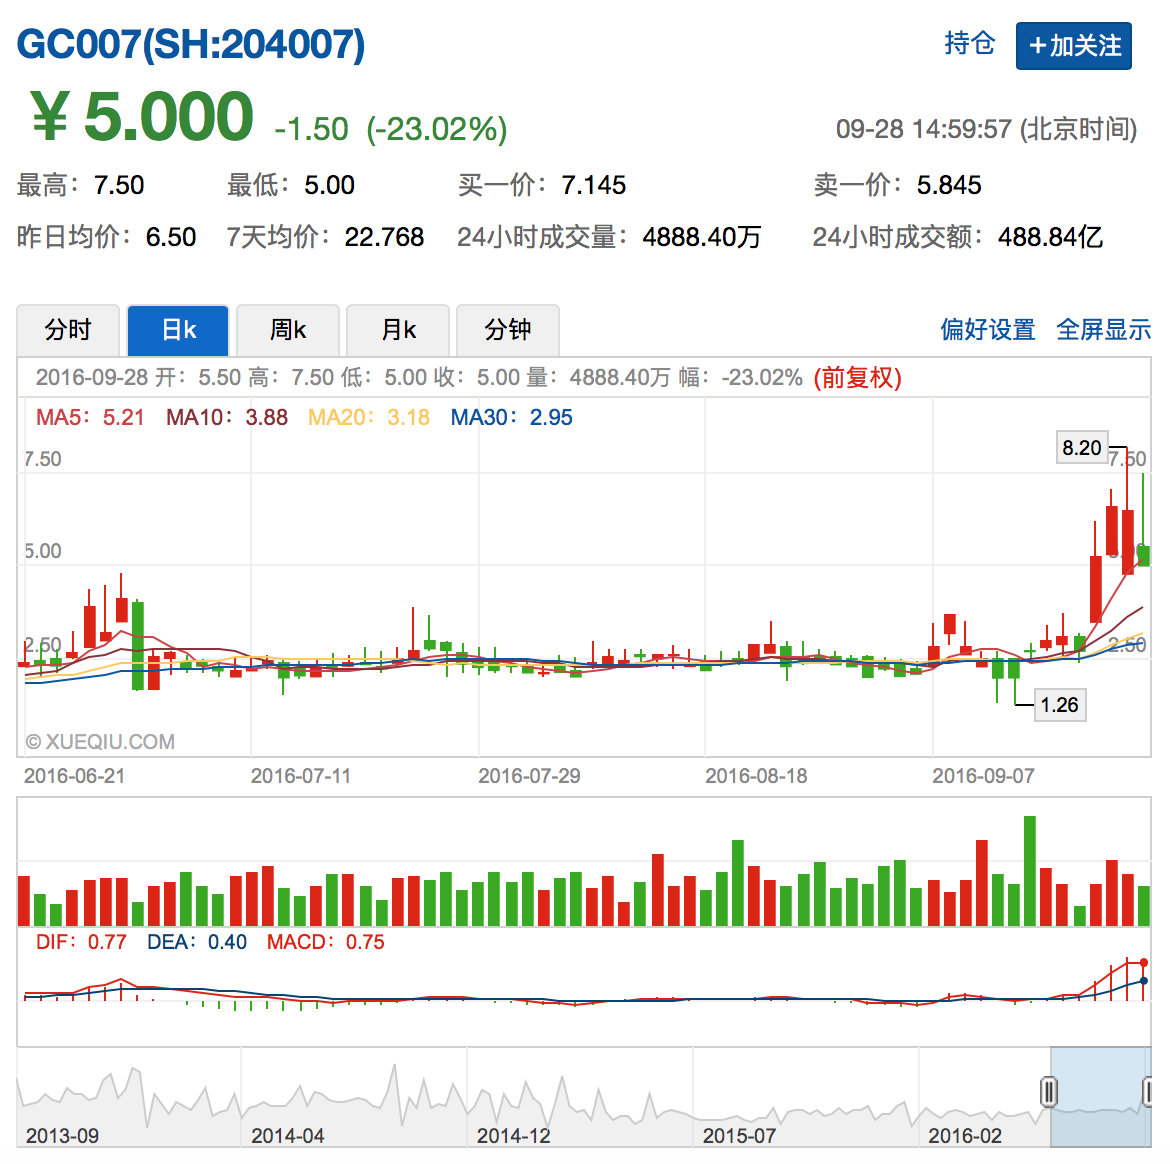 GC007(SH:204007)
持仓
+加关注
¥5.000 -1.50 (-23.02%)
09-28 14:59:57 (北京时间)
最高：7.50 最低：5.00 买一价：7.145 卖一价：5.845
昨日均价：6.50 7天均价：22.768 24小时成交量：4888.40万 24小时成交额：488.84亿
分时 日k 周k 月k 分钟 偏好设置 全屏显示
2016-09-28 开：5.50 高：7.50 低：5.00 收：5.00 量：4888.40万 幅：-23.02% (前复权)
MA5：5.21 MA10：3.88 MA20：3.18 MA30：2.95
8.20
7.50 7.50
5.00 5.00
2.50 2.50
1.26
© XUEQIU.COM
2016-06-21 2016-07-11 2016-07-29 2016-08-18 2016-09-07
DIF：0.77 DEA：0.40 MACD：0.75
2013-09 2014-04 2014-12 2015-07 2016-02